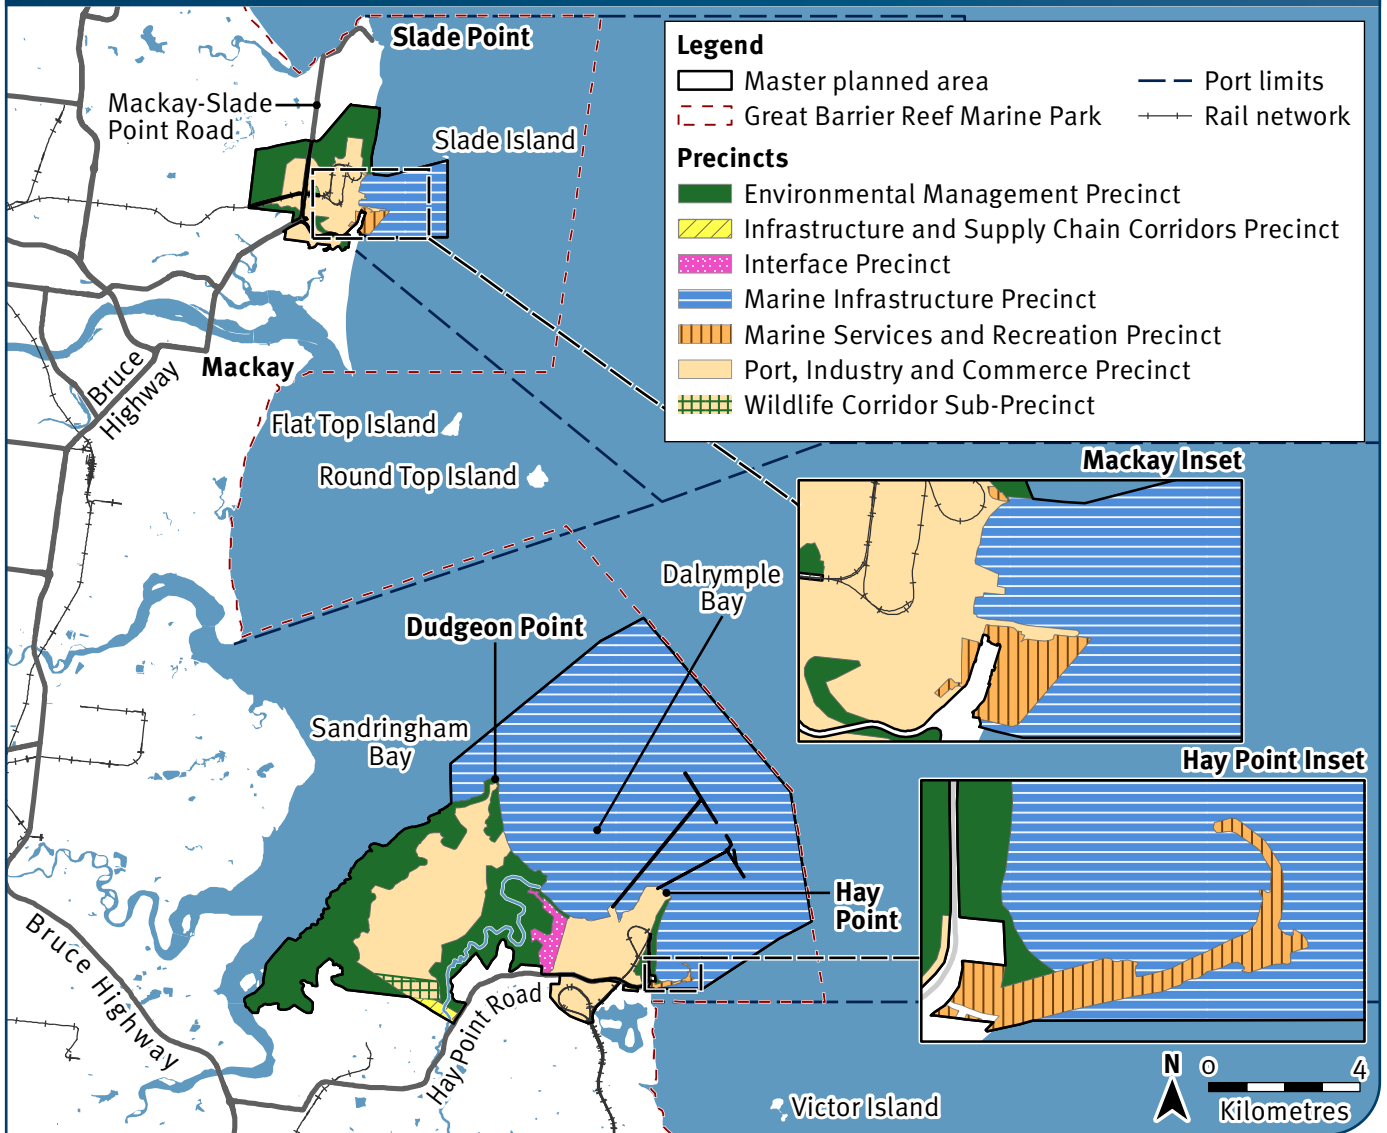 Slade Point
Mackay-Slade
Point Road
Slade Island
Legend
Master planned area
Great Barrier Reef Marine Park
Port limits
Rail network
Precincts
Environmental Management Precinct
Infrastructure and Supply Chain Corridors Precinct
Interface Precinct
Marine Infrastructure Precinct
Marine Services and Recreation Precinct
Port, Industry and Commerce Precinct
Wildlife Corridor Sub-Precinct
Bruce
Highway
Mackay
Flat Top Island
Round Top Island
Mackay Inset
Dalrymple
Bay
Dudgeon Point
Sandringham
Bay
Hay Point Inset
Hay
Point
Bruce Highway
Hay Point Road
Victor Island
N
0
4
Kilometres